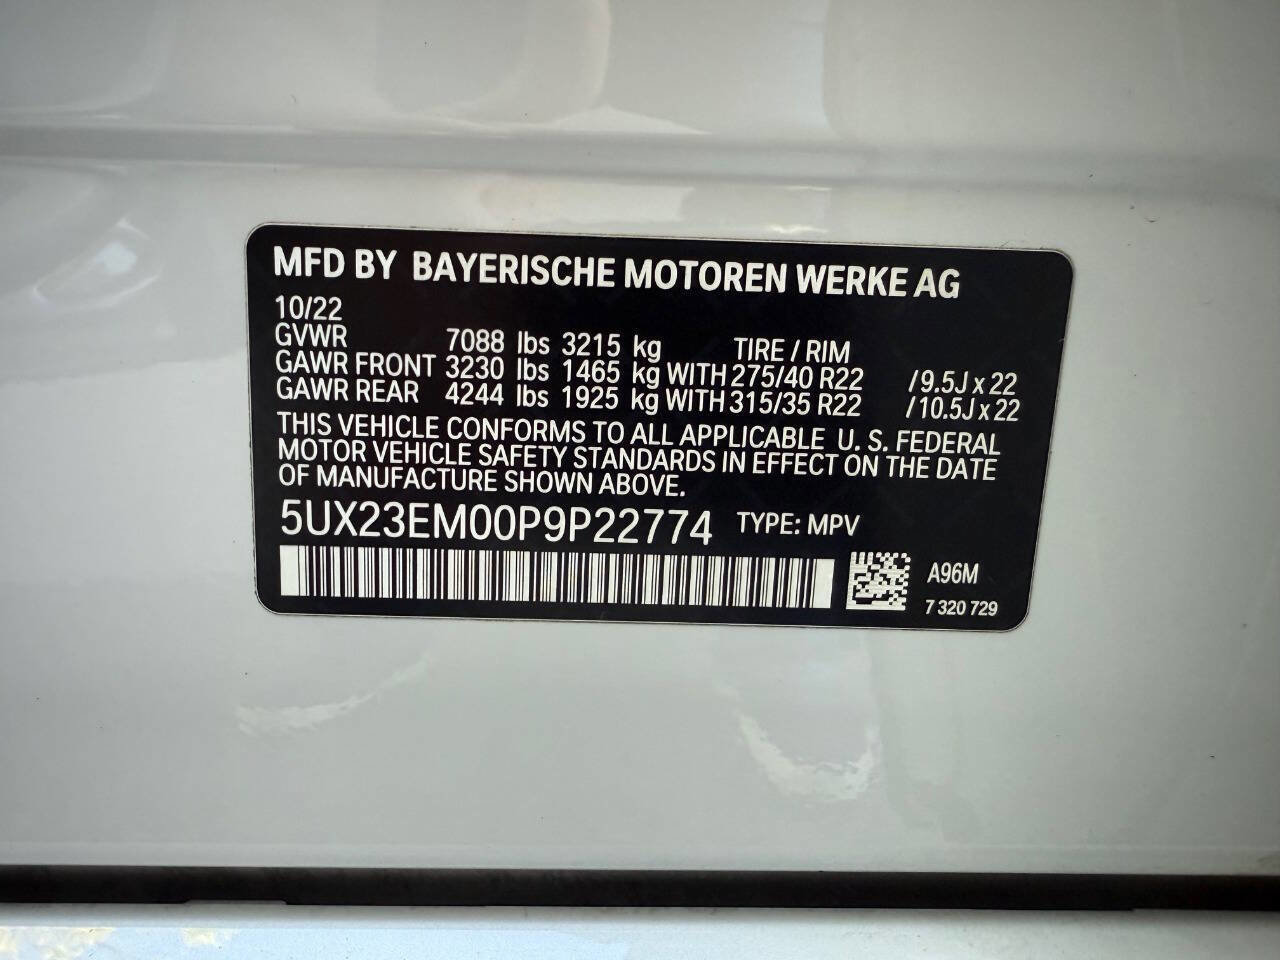 MFD BY BAYERISCHE MOTOREN WERKE AG
10/22
GVWR 7088 lbs 3215 kg TIRE / RIM
GAWR FRONT 3230 lbs 1465 kg WITH 275/40 R22 / 9.5J x 22
GAWR REAR 4244 lbs 1925 kg WITH 315/35 R22 / 10.5J x 22
THIS VEHICLE CONFORMS TO ALL APPLICABLE U. S. FEDERAL
MOTOR VEHICLE SAFETY STANDARDS IN EFFECT ON THE DATE
OF MANUFACTURE SHOWN ABOVE.
5UX23EM00P9P22774 TYPE: MPV
A96M
7 320 729